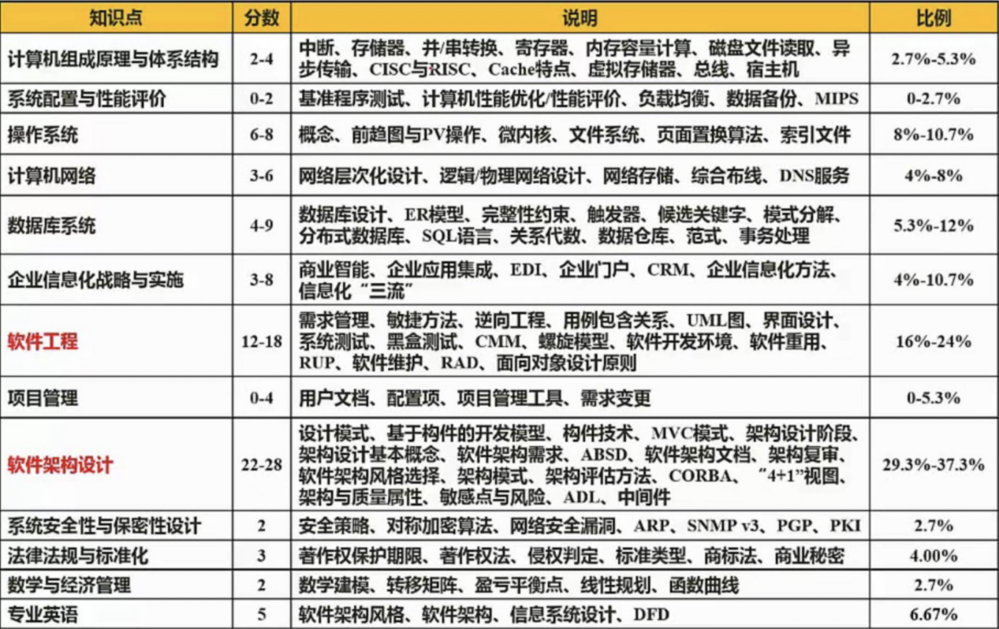 知识点 分数 说明 比例
计算机组成原理与体系结构 2-4 中断、存储器、并/串转换、寄存器、内存容量计算、磁盘文件读取、异 2.7%-5.3%
步传输、CISC与RISC、Cache特点、虚拟存储器、总线、宿主机
系统配置与性能评价 0-2 基准程序测试、计算机性能优化/性能评价、负载均衡、数据备份、MIPS 0-2.7%
操作系统 6-8 概念、前趋图与PV操作、微内核、文件系统、页面置换算法、索引文件 8%-10.7%
计算机网络 3-6 网络层次化设计、逻辑/物理网络设计、网络存储、综合布线、DNS服务 4%-8%
数据库系统 4-9 数据库设计、ER模型、完整性约束、触发器、候选关键字、模式分解、 5.3%-12%
分布式数据库、SQL语言、关系代数、数据仓库、范式、事务处理
企业信息化战略与实施 3-8 商业智能、企业应用集成、EDI、企业门户、CRM、企业信息化方法、 4%-10.7%
信息化“三流”
软件工程 12-18 需求管理、敏捷方法、逆向工程、用例包含关系、UML图、界面设计、 16%-24%
系统测试、黑盒测试、CMM、螺旋模型、软件开发环境、软件重用、
RUP、软件维护、RAD、面向对象设计原则
项目管理 0-4 用户文档、配置项、项目管理工具、需求变更 0-5.3%
软件架构设计 22-28 设计模式、基于构件的开发模型、构件技术、MVC模式、架构设计阶段、 29.3%-37.3%
架构设计基本概念、软件架构需求、ABSD、软件架构文档、架构复审、
软件架构风格选择、架构模式、架构评估方法、CORBA、“4+1”视图、
架构与质量属性、敏感点与风险、ADL、中间件
系统安全性与保密性设计 2 安全策略、对称加密算法、网络安全漏洞、ARP、SNMP v3、PGP、PKI 2.7%
法律法规与标准化 3 著作权保护期限、著作权法、侵权判定、标准类型、商标法、商业秘密 4.00%
数学与经济管理 2 数学建模、转移矩阵、盈亏平衡点、线性规划、函数曲线 2.7%
专业英语 5 软件架构风格、软件架构、信息系统设计、DFD 6.67%